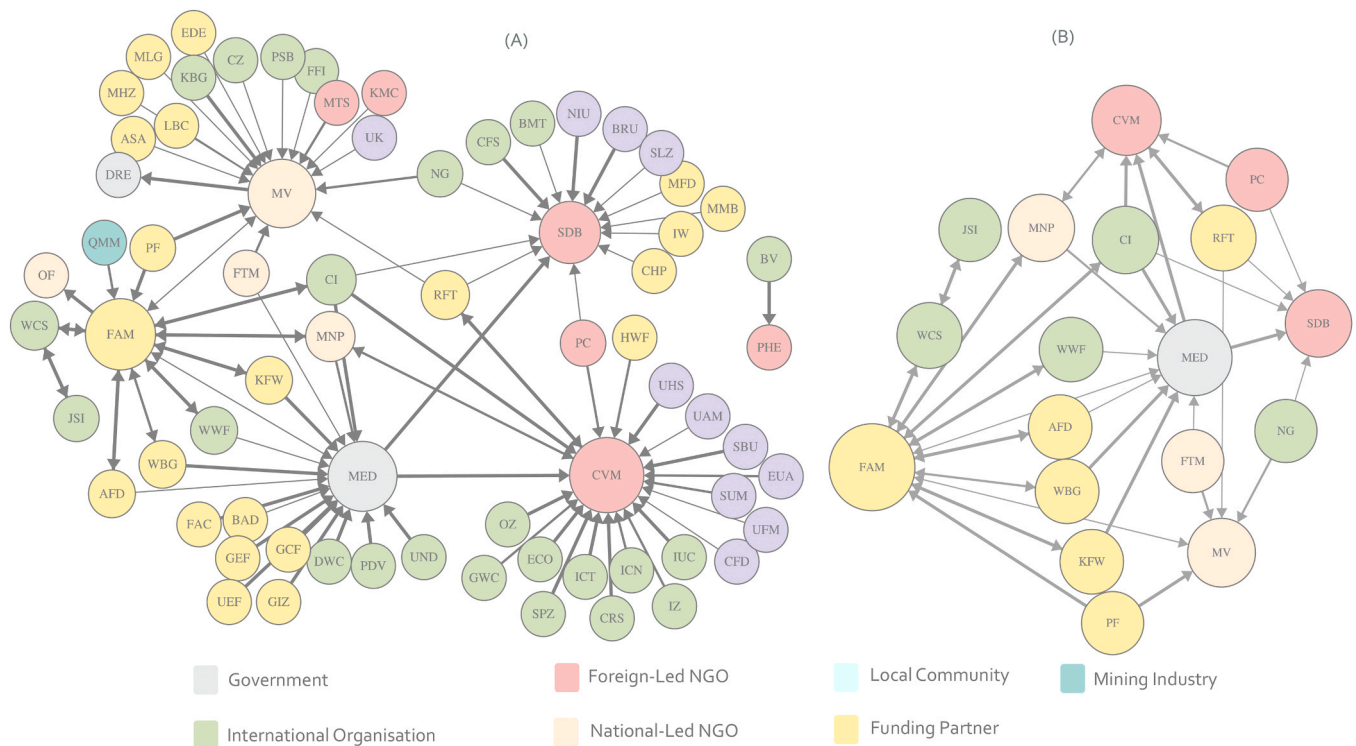 (A)
(B)
EDE
MLG
CZ
PSB
FFI
KBG
MHZ
MTS
KMC
LBC
ASA
UK
DRE
MV
NG
CFS
BMT
NIU
BRU
SLZ
MFD
MMB
SDB
IW
CHP
BV
PHE
QMM
PF
OF
FTM
CI
RFT
WCS
FAM
MNP
PC
HWF
JSI
KFW
WWF
UHS
UAM
SBU
EUA
SUM
UFM
CFD
WBG
AFD
MED
CVM
FAC
BAD
GEF
GCF
DWC
PDV
UND
UEF
GIZ
OZ
GWC
ECO
ICT
ICN
IUC
SPZ
CRS
IZ
CVM
PC
JSI
MNP
CI
RFT
WCS
WWF
MED
SDB
FAM
AFD
WBG
FTM
NG
KFW
MV
PF
Government
Foreign-Led NGO
Local Community
Mining Industry
International Organisation
National-Led NGO
Funding Partner